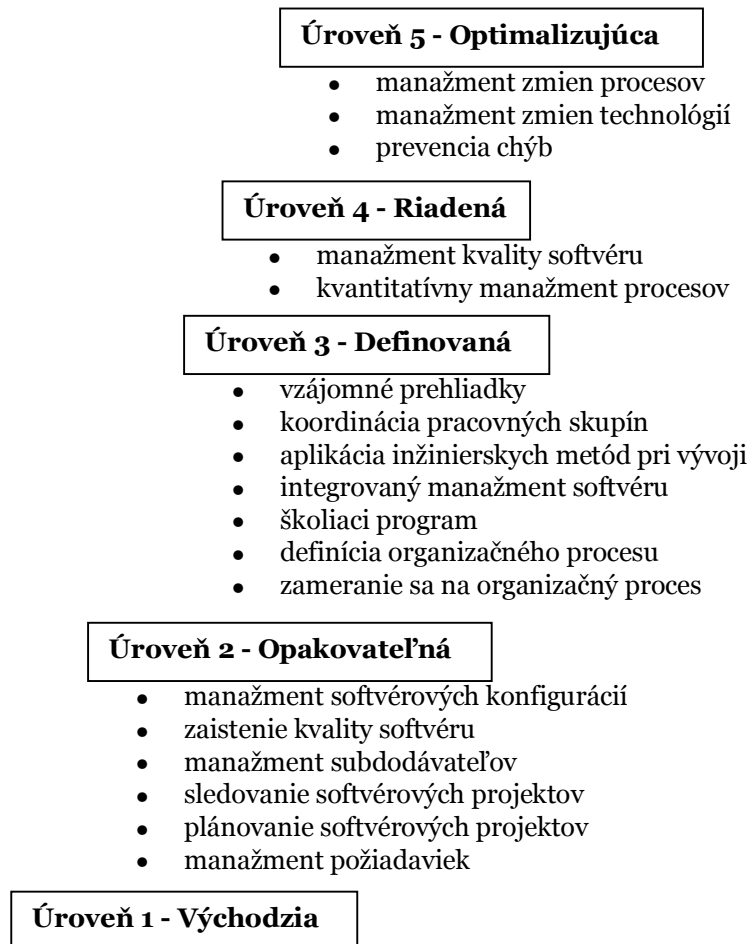 Úroveň 5 - Optimalizujúca
• manažment zmien procesov
• manažment zmien technológií
• prevencia chýb
Úroveň 4 - Riadená
• manažment kvality softvéru
• kvantitatívny manažment procesov
Úroveň 3 - Definovaná
• vzájomné prehliadky
• koordinácia pracovných skupín
• aplikácia inžinierskych metód pri vývoji
• integrovaný manažment softvéru
• školiaci program
• definícia organizačného procesu
• zameranie sa na organizačný proces
Úroveň 2 - Opakovateľná
• manažment softvérových konfigurácií
• zaistenie kvality softvéru
• manažment subdodávateľov
• sledovanie softvérových projektov
• plánovanie softvérových projektov
• manažment požiadaviek
Úroveň 1 - Východzia